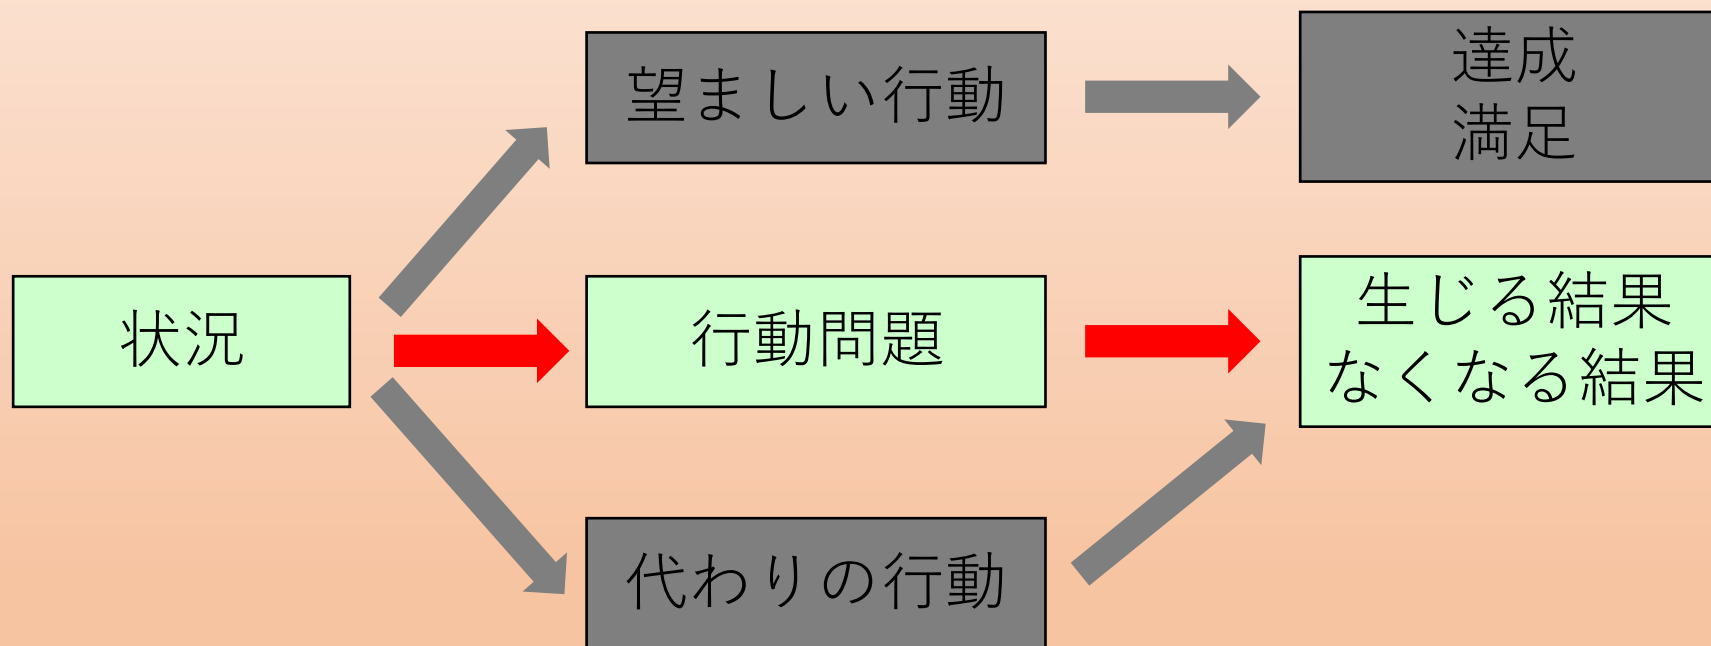 望ましい行動
達成
満足
状況
行動問題
生じる結果
なくなる結果
代わりの行動